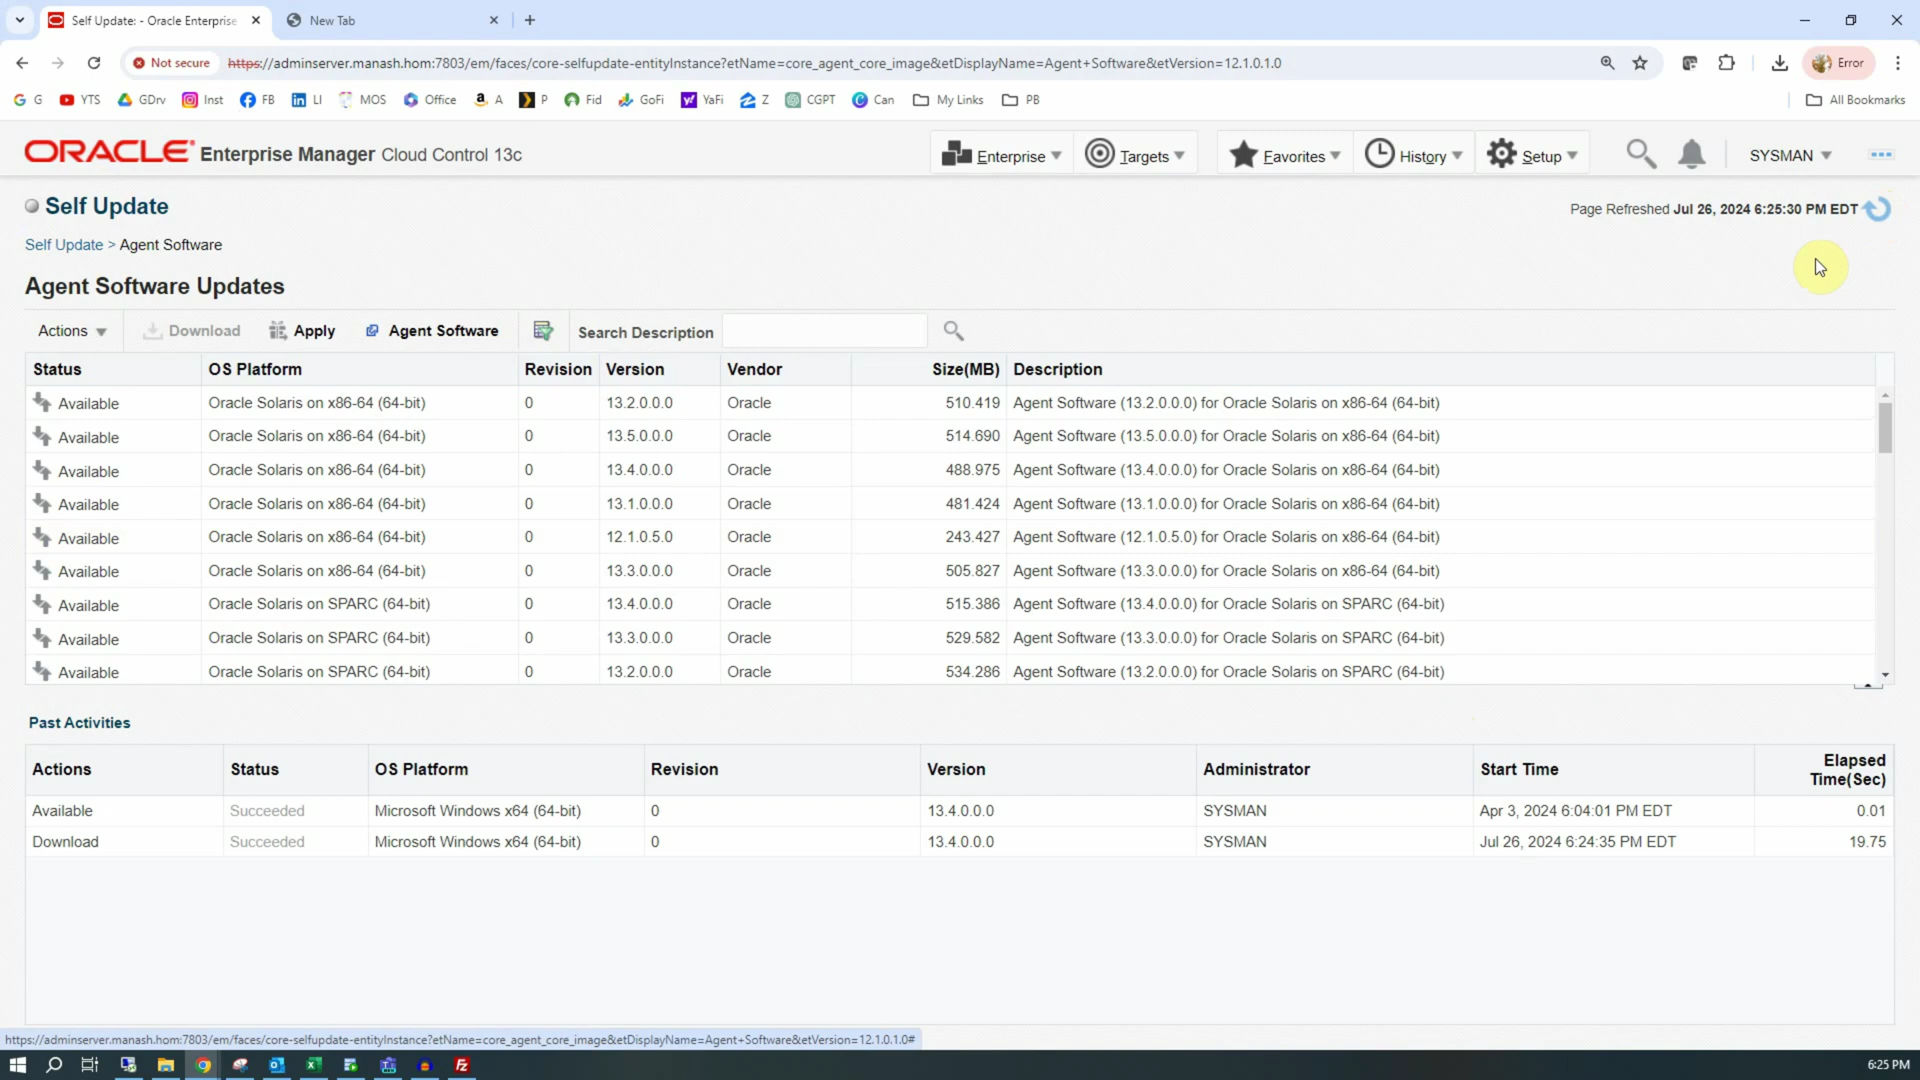 Self Update: - Oracle Enterprise
New Tab
Not secure https://adminserver.manash.hom:7803/em/faces/core-selfupdate-entityInstance?etName=core_agent_core_image&etDisplayName=Agent+Software&etVersion=12.1.0.1.0 Error
G YTS GDrv Inst FB LI MOS Office A P Fid GoFi YaFi Z CGPT Can My Links PB All Bookmarks
ORACLE Enterprise Manager Cloud Control 13c Enterprise Targets Favorites History Setup SYSMAN
Self Update Page Refreshed Jul 26, 2024 6:25:30 PM EDT
Self Update > Agent Software
Agent Software Updates
Actions Download Apply Agent Software Search Description
Status OS Platform Revision Version Vendor Size(MB) Description
Available Oracle Solaris on x86-64 (64-bit) 0 13.2.0.0.0 Oracle 510.419 Agent Software (13.2.0.0.0) for Oracle Solaris on x86-64 (64-bit)
Available Oracle Solaris on x86-64 (64-bit) 0 13.5.0.0.0 Oracle 514.690 Agent Software (13.5.0.0.0) for Oracle Solaris on x86-64 (64-bit)
Available Oracle Solaris on x86-64 (64-bit) 0 13.4.0.0.0 Oracle 488.975 Agent Software (13.4.0.0.0) for Oracle Solaris on x86-64 (64-bit)
Available Oracle Solaris on x86-64 (64-bit) 0 13.1.0.0.0 Oracle 481.424 Agent Software (13.1.0.0.0) for Oracle Solaris on x86-64 (64-bit)
Available Oracle Solaris on x86-64 (64-bit) 0 12.1.0.5.0 Oracle 243.427 Agent Software (12.1.0.5.0) for Oracle Solaris on x86-64 (64-bit)
Available Oracle Solaris on x86-64 (64-bit) 0 13.3.0.0.0 Oracle 505.827 Agent Software (13.3.0.0.0) for Oracle Solaris on x86-64 (64-bit)
Available Oracle Solaris on SPARC (64-bit) 0 13.4.0.0.0 Oracle 515.386 Agent Software (13.4.0.0.0) for Oracle Solaris on SPARC (64-bit)
Available Oracle Solaris on SPARC (64-bit) 0 13.3.0.0.0 Oracle 529.582 Agent Software (13.3.0.0.0) for Oracle Solaris on SPARC (64-bit)
Available Oracle Solaris on SPARC (64-bit) 0 13.2.0.0.0 Oracle 534.286 Agent Software (13.2.0.0.0) for Oracle Solaris on SPARC (64-bit)
Past Activities
Actions Status OS Platform Revision Version Administrator Start Time Elapsed Time(Sec)
Available Succeeded Microsoft Windows x64 (64-bit) 0 13.4.0.0.0 SYSMAN Apr 3, 2024 6:04:01 PM EDT 0.01
Download Succeeded Microsoft Windows x64 (64-bit) 0 13.4.0.0.0 SYSMAN Jul 26, 2024 6:24:35 PM EDT 19.75
https://adminserver.manash.hom:7803/em/faces/core-selfupdate-entityInstance?etName=core_agent_core_image&etDisplayName=Agent+Software&etVersion=12.1.0.1.0#
6:25 PM